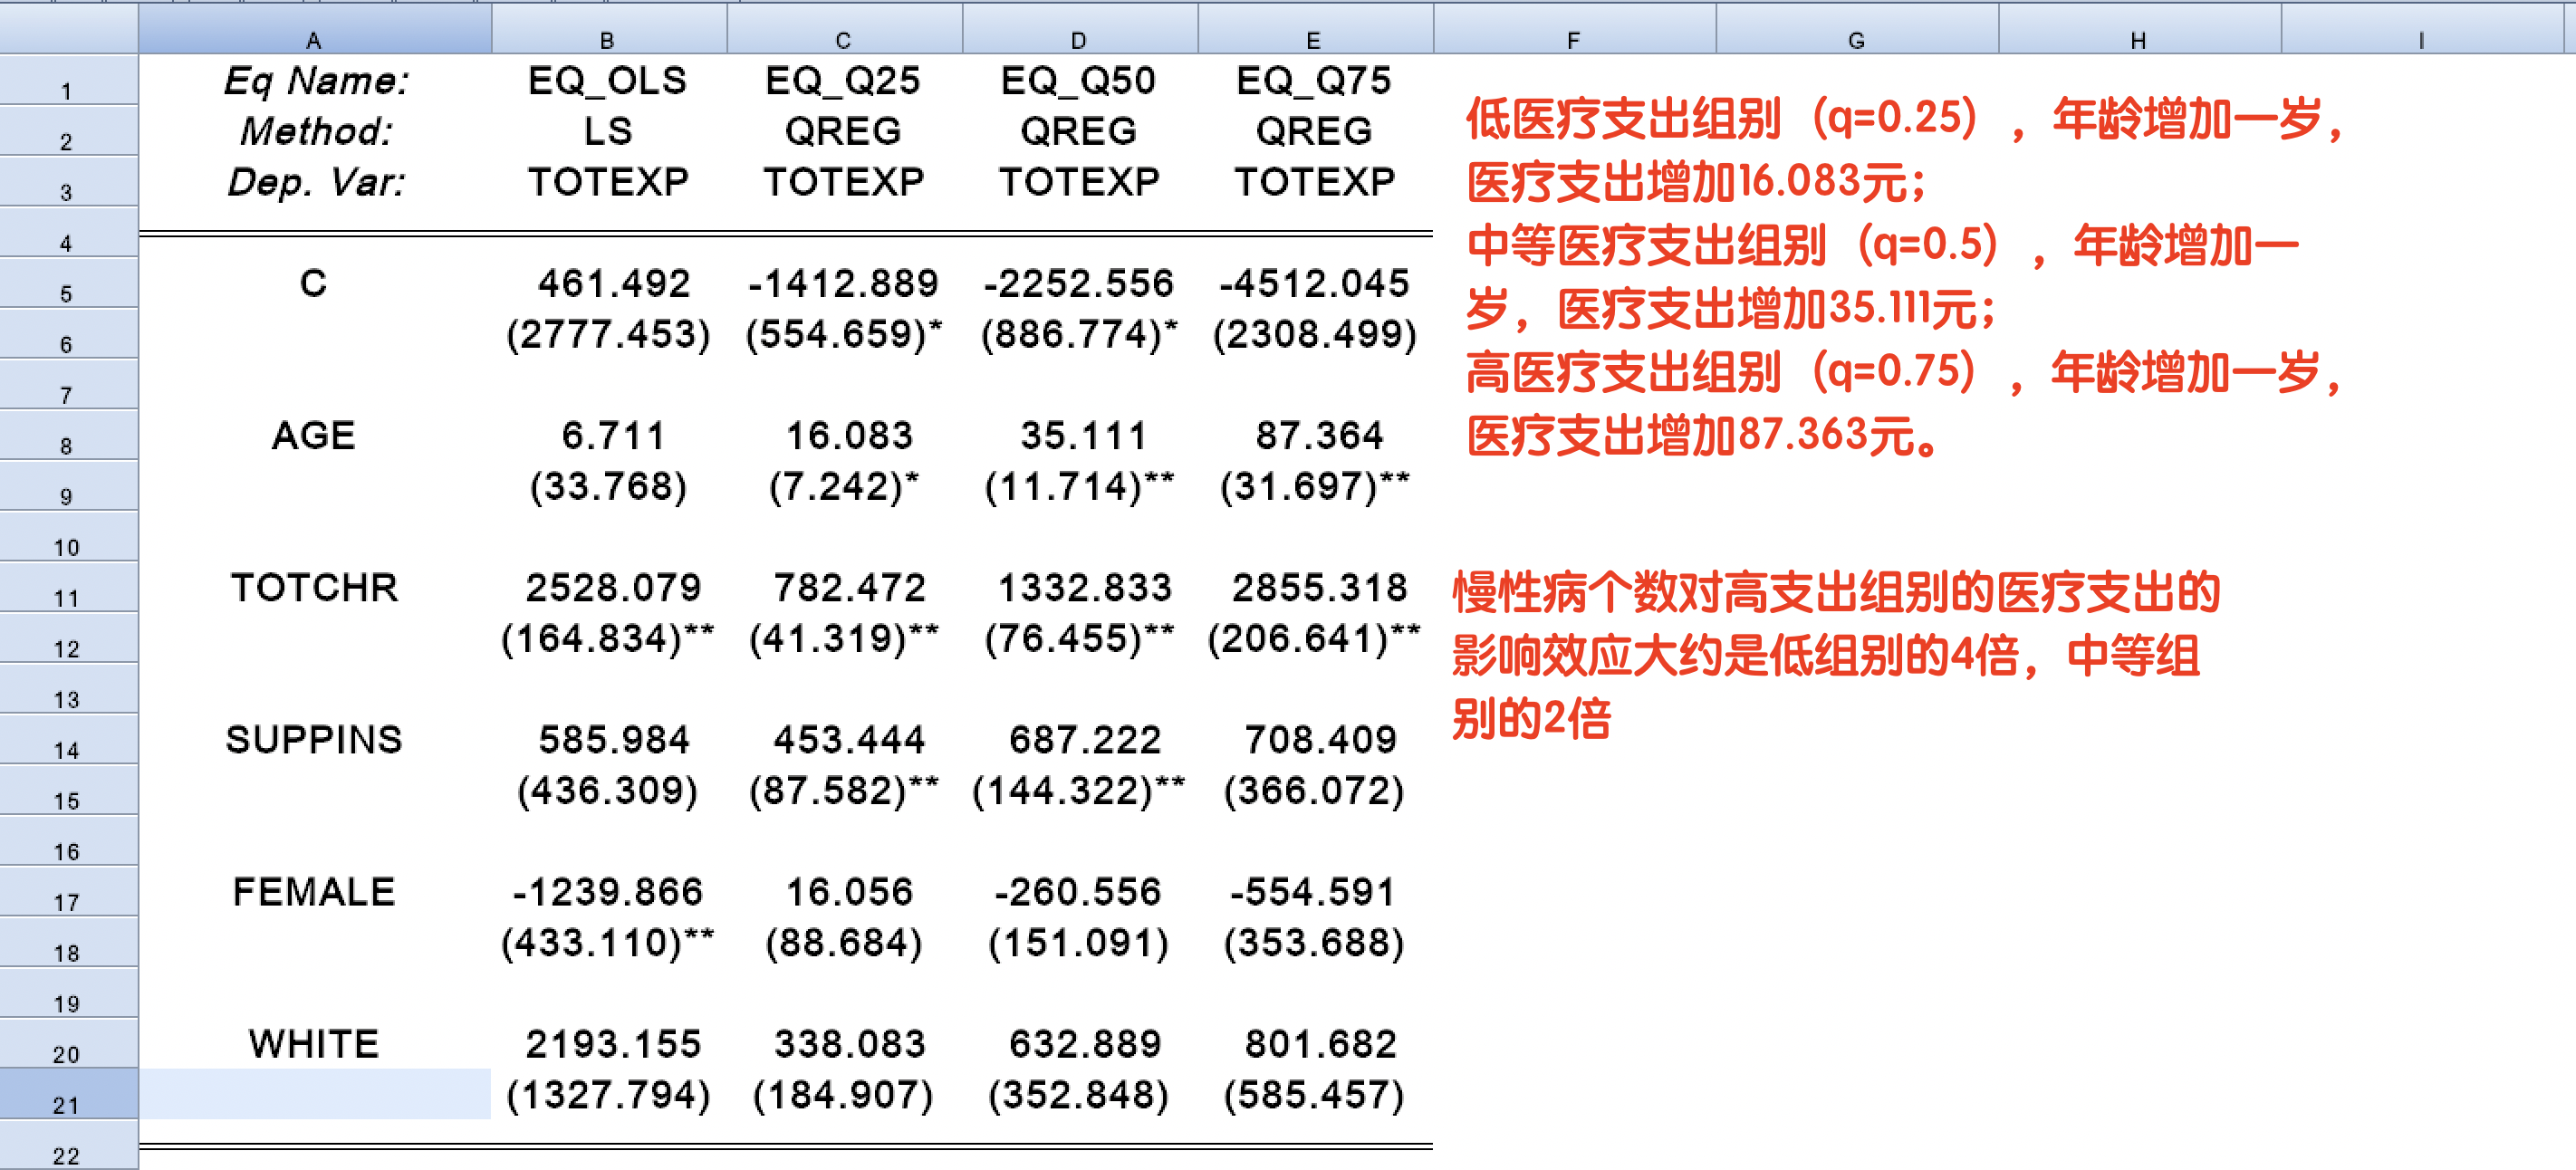 A B C D E F G H I
1 Eq Name: EQ_OLS EQ_Q25 EQ_Q50 EQ_Q75
2 Method: LS QREG QREG QREG
3 Dep. Var: TOTEXP TOTEXP TOTEXP TOTEXP
4
5 C 461.492 -1412.889 -2252.556 -4512.045
6 (2777.453) (554.659)* (886.774)* (2308.499)
7
8 AGE 6.711 16.083 35.111 87.364
9 (33.768) (7.242)* (11.714)** (31.697)**
10
11 TOTCHR 2528.079 782.472 1332.833 2855.318
12 (164.834)** (41.319)** (76.455)** (206.641)**
13
14 SUPPINS 585.984 453.444 687.222 708.409
15 (436.309) (87.582)** (144.322)** (366.072)
16
17 FEMALE -1239.866 16.056 -260.556 -554.591
18 (433.110)** (88.684) (151.091) (353.688)
19
20 WHITE 2193.155 338.083 632.889 801.682
21 (1327.794) (184.907) (352.848) (585.457)
22
低医疗支出组别（q=0.25），年龄增加一岁，
医疗支出增加16.083元；
中等医疗支出组别（q=0.5），年龄增加一
岁，医疗支出增加35.111元；
高医疗支出组别（q=0.75），年龄增加一岁，
医疗支出增加87.363元。
慢性病个数对高支出组别的医疗支出的
影响效应大约是低组别的4倍，中等组
别的2倍